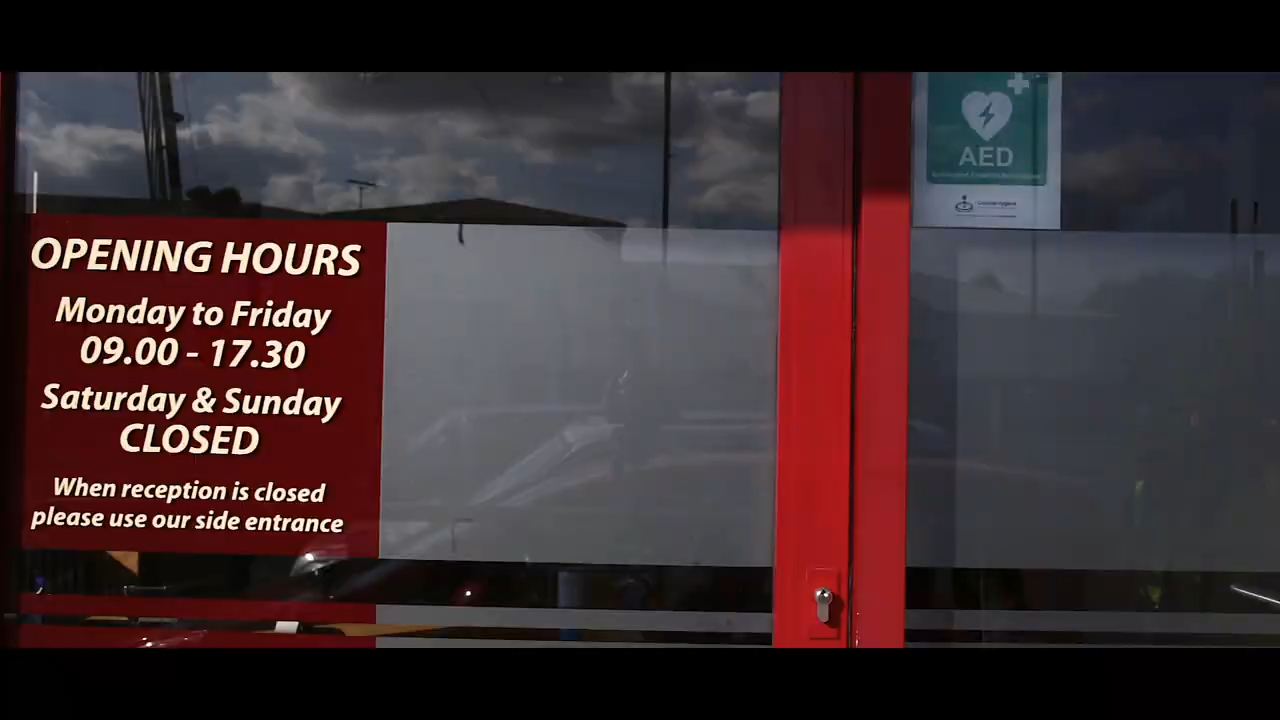 OPENING HOURS
Monday to Friday
09.00 - 17.30
Saturday & Sunday
CLOSED
When reception is closed
please use our side entrance
AED